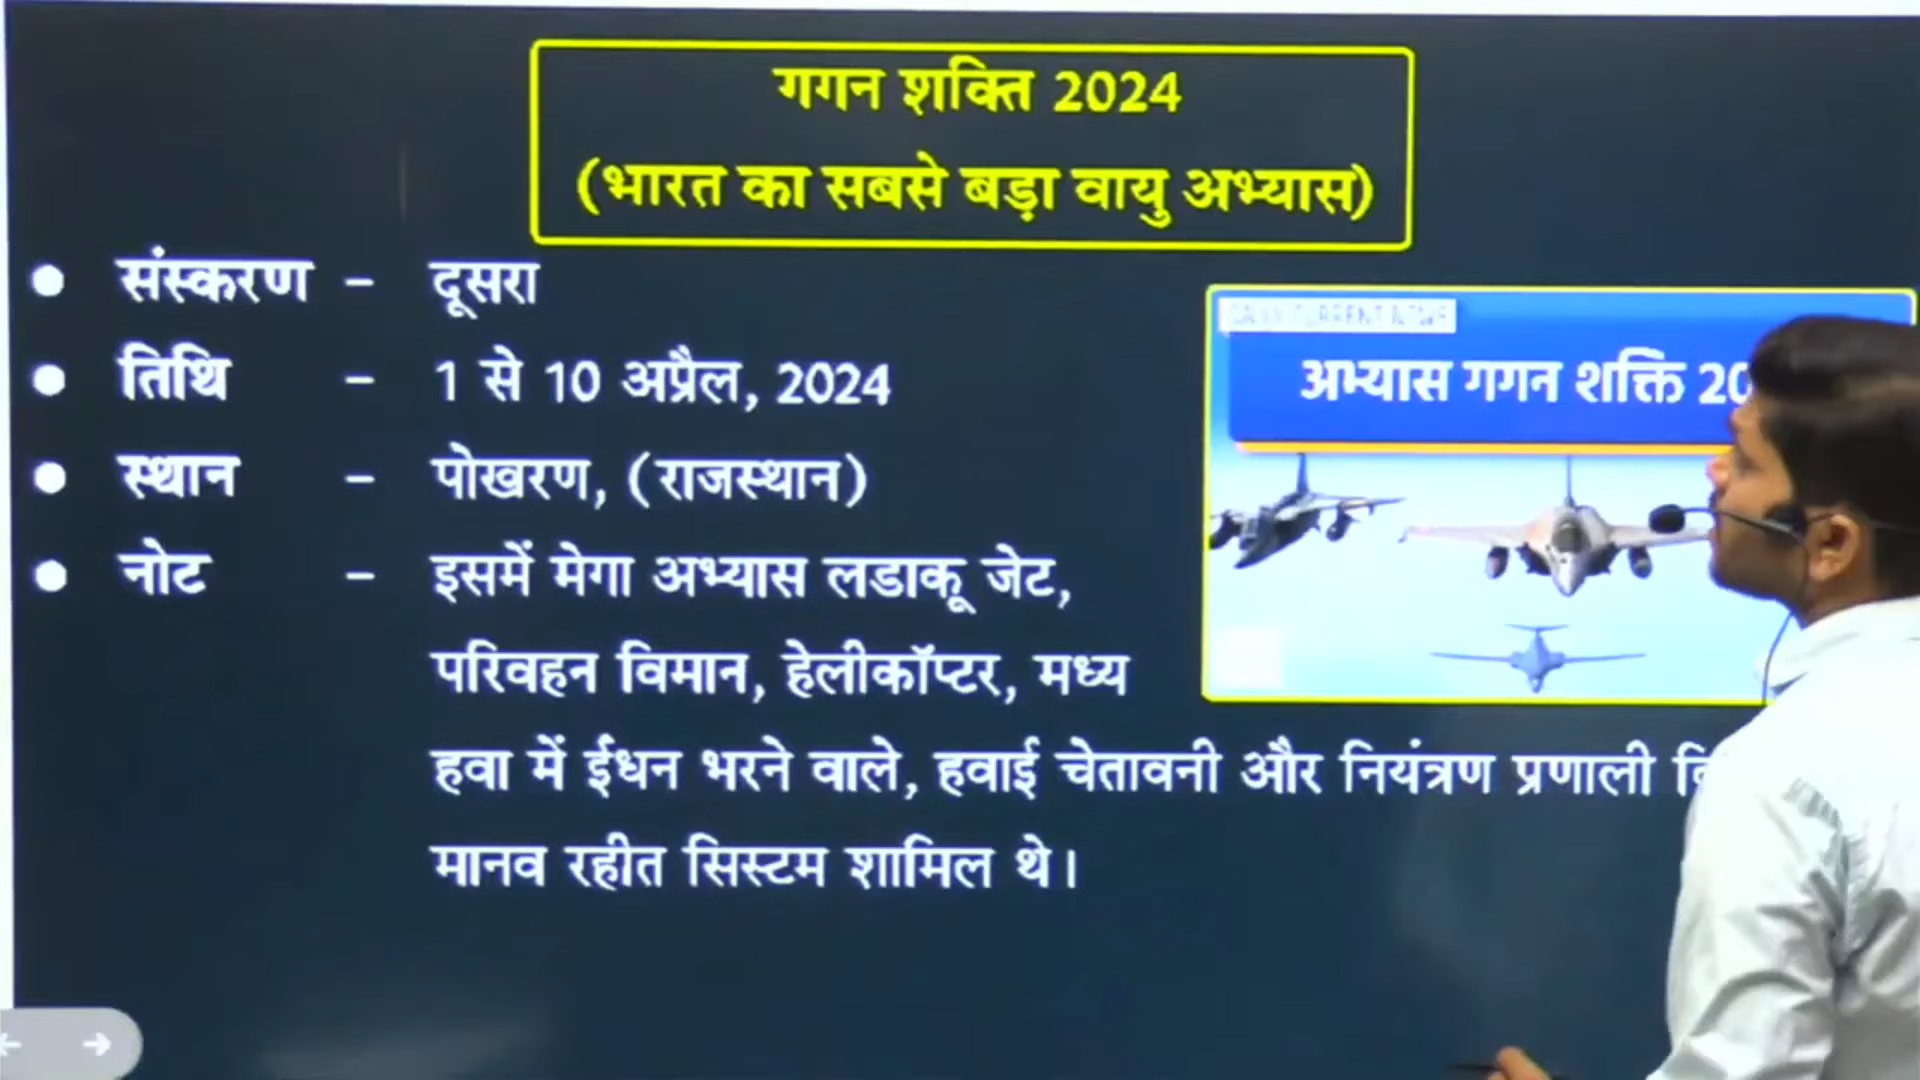 गगन शक्ति 2024
(भारत का सबसे बड़ा वायु अभ्यास)
संस्करण - दूसरा
तिथि - 1 से 10 अप्रैल, 2024
स्थान - पोखरण, (राजस्थान)
नोट - इसमें मेगा अभ्यास लडाकू जेट,
परिवहन विमान, हेलीकॉप्टर, मध्य
हवा में ईंधन भरने वाले, हवाई चेतावनी और नियंत्रण प्रणाली
मानव रहीत सिस्टम शामिल थे।
अभ्यास गगन शक्ति 20